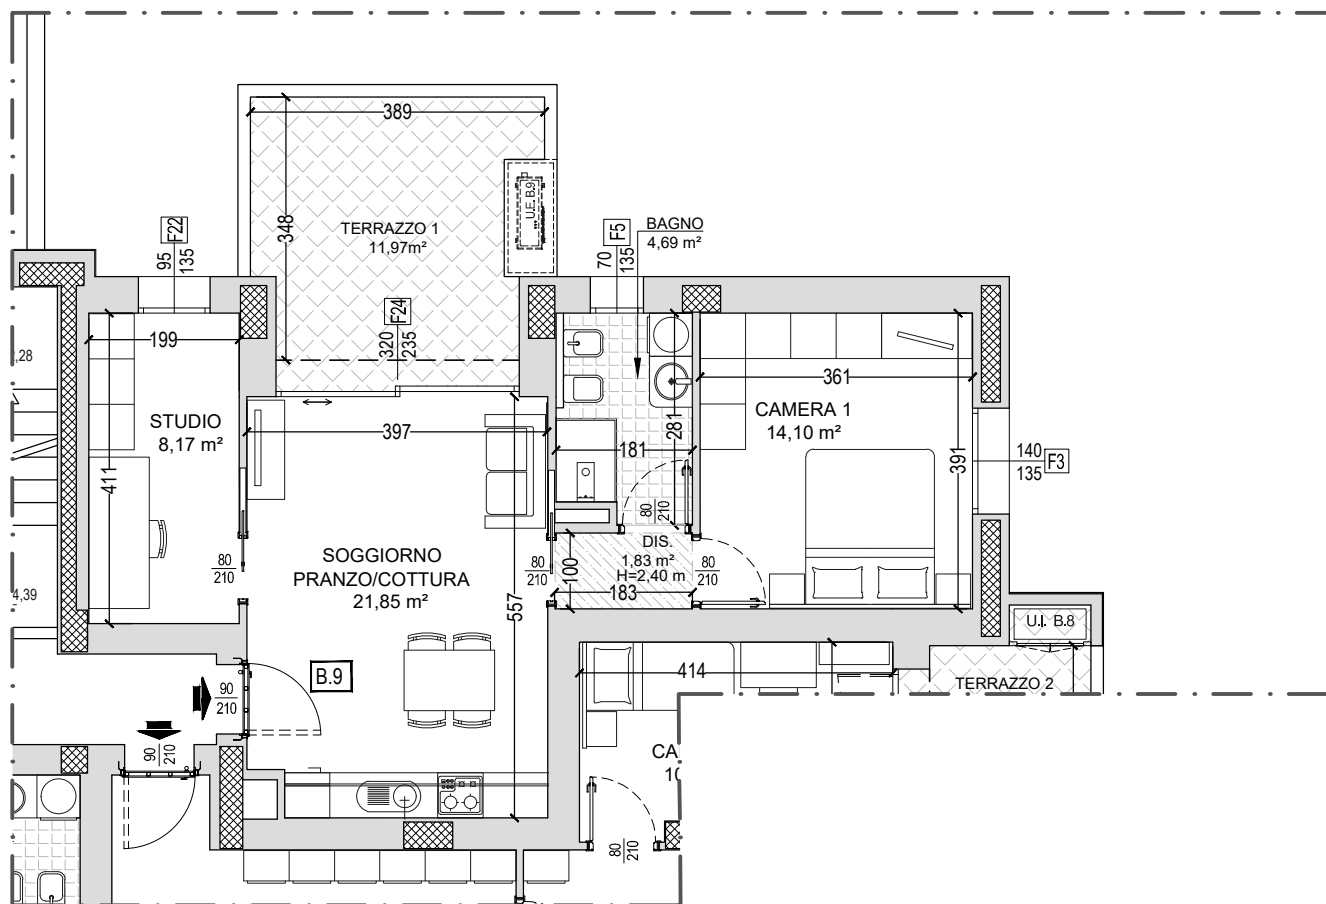 389
348
TERRAZZO 1
11,97m²
U.E. B.9
95
135
F22
320
235
F24
70
135
F5
BAGNO
4,69 m²
199
STUDIO
8,17 m²
411
397
181
281
361
CAMERA 1
14,10 m²
391
140
135
F3
,28
4,39
SOGGIORNO
PRANZO/COTTURA
21,85 m²
557
80
210
80
210
80
210
80
210
100
DIS.
1,83 m²
H=2,40 m
183
U.I. B.8
TERRAZZO 2
414
B.9
90
210
90
210
CA
10
80
210